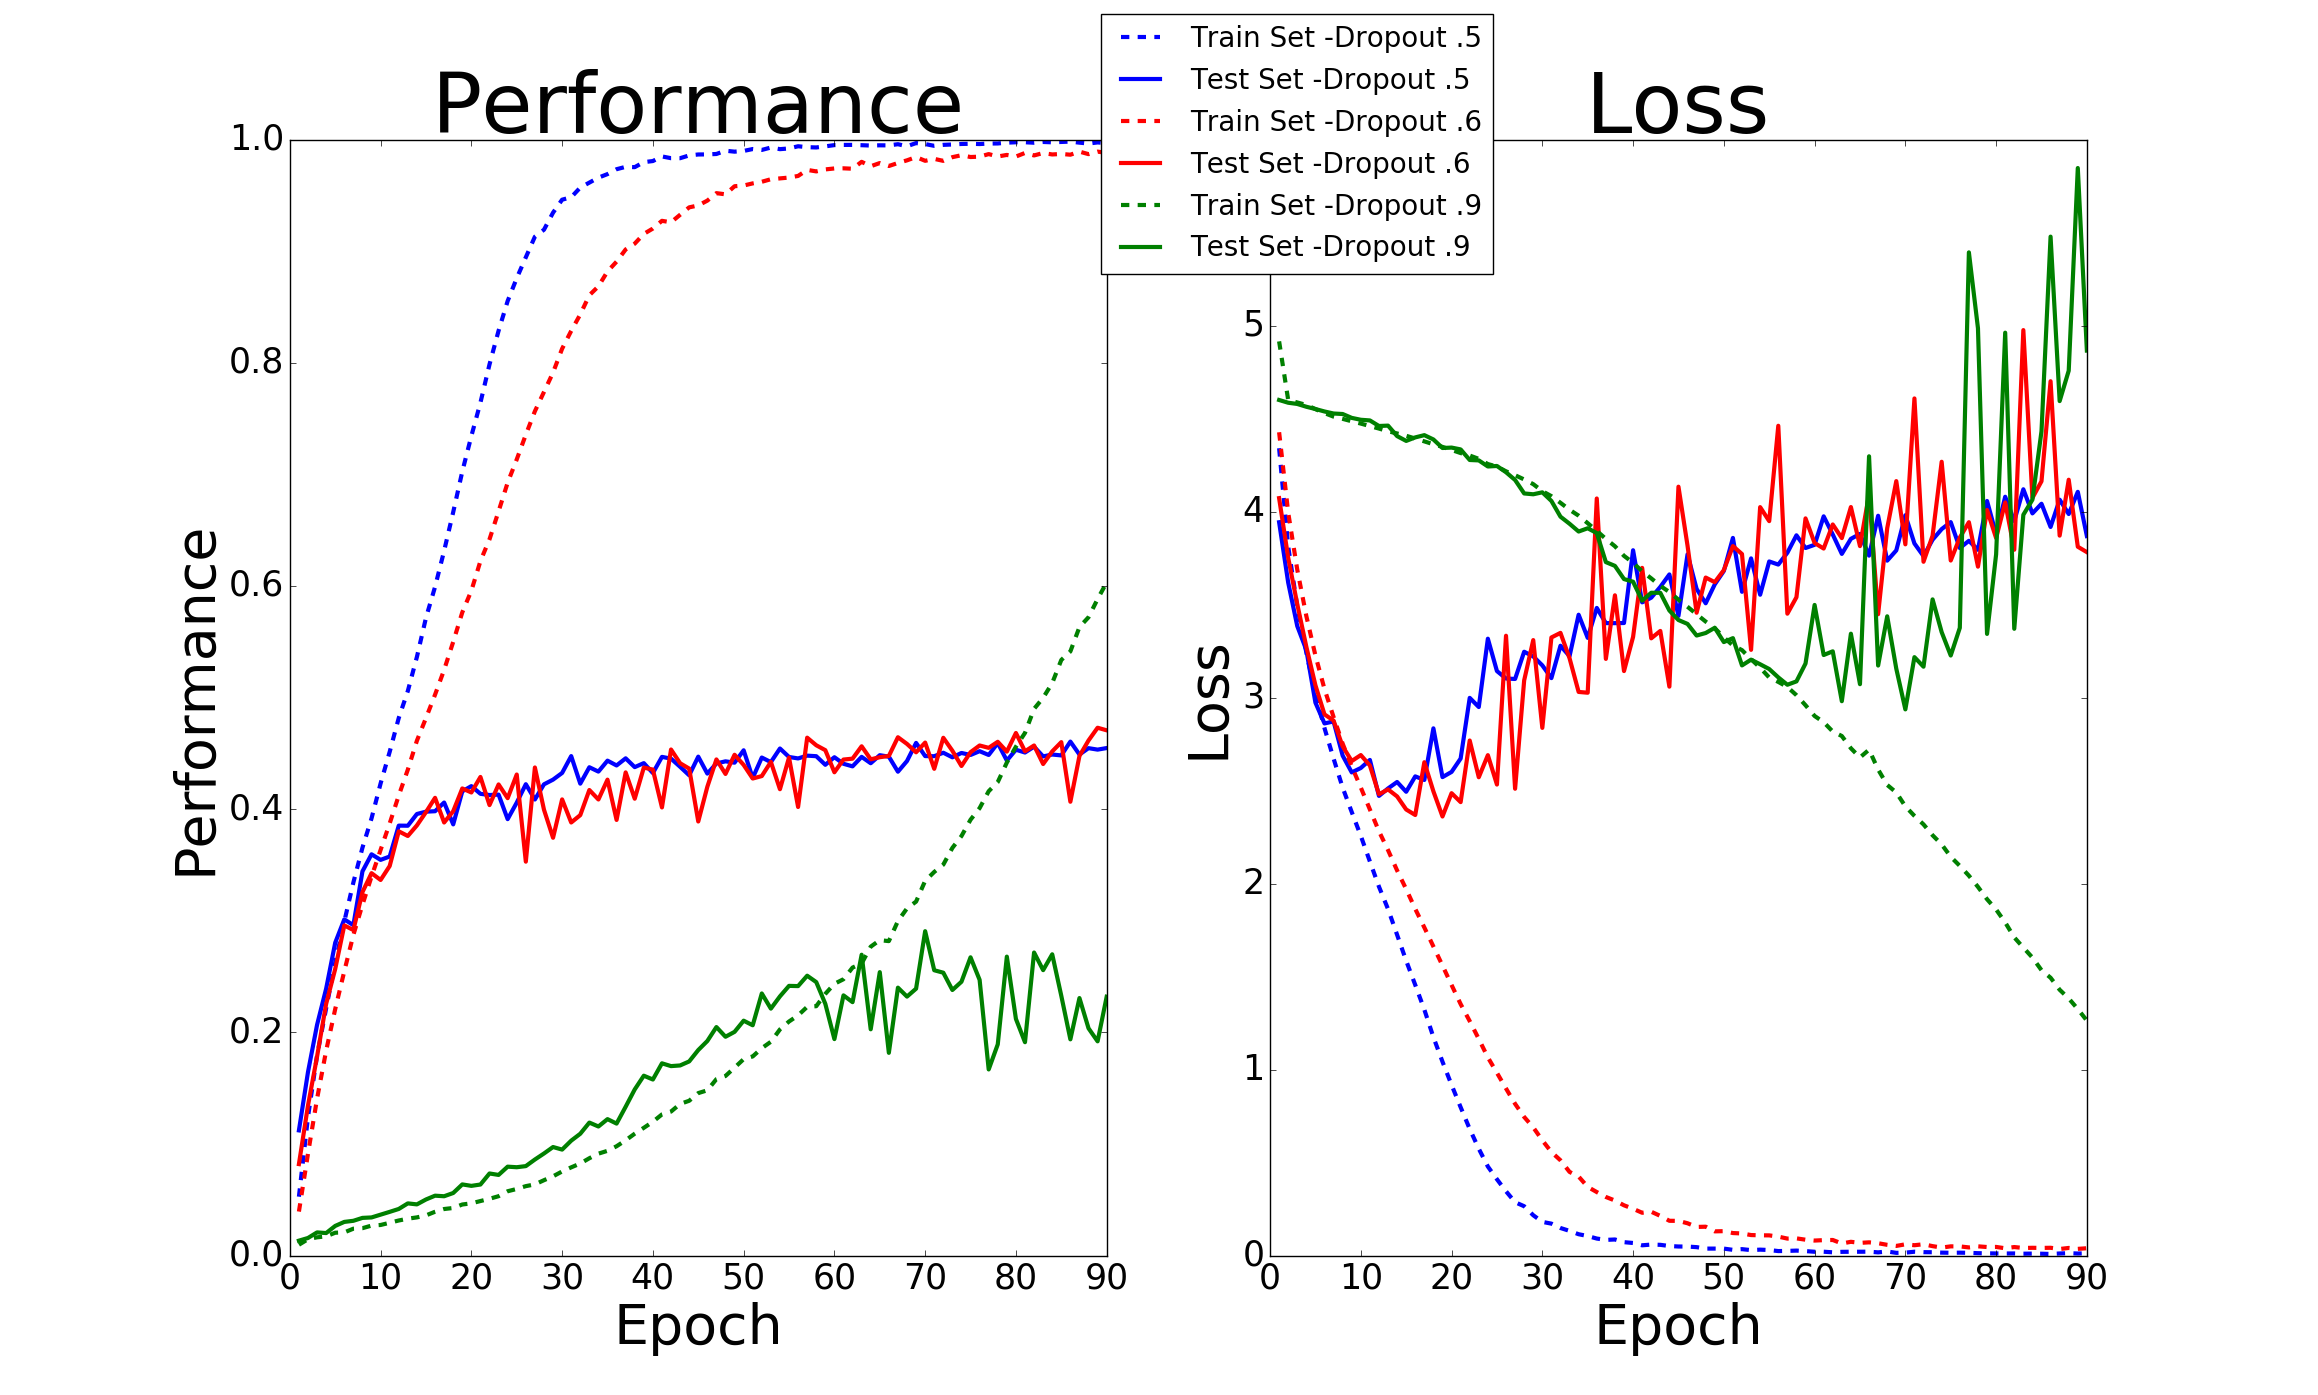 Train Set -Dropout .5
Test Set -Dropout .5
Train Set -Dropout .6
Test Set -Dropout .6
Train Set -Dropout .9
Test Set -Dropout .9
Performance
1.0
0.8
0.6
0.4
0.2
0.0
Performance
0 10 20 30 40 50 60 70 80 90
Epoch
Loss
5
4
3
2
1
0
Loss
0 10 20 30 40 50 60 70 80 90
Epoch